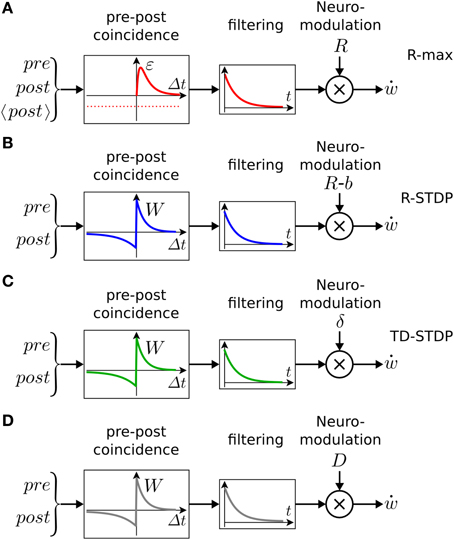 A
pre-post coincidence
filtering
Neuro-modulation
R
R-max
pre
post
⟨post⟩
ε
Δt
t
×
ẇ
B
pre-post coincidence
filtering
Neuro-modulation
R-b
R-STDP
pre
post
W
Δt
t
×
ẇ
C
pre-post coincidence
filtering
Neuro-modulation
δ
TD-STDP
pre
post
W
Δt
t
×
ẇ
D
pre-post coincidence
filtering
Neuro-modulation
D
pre
post
W
Δt
t
×
ẇ